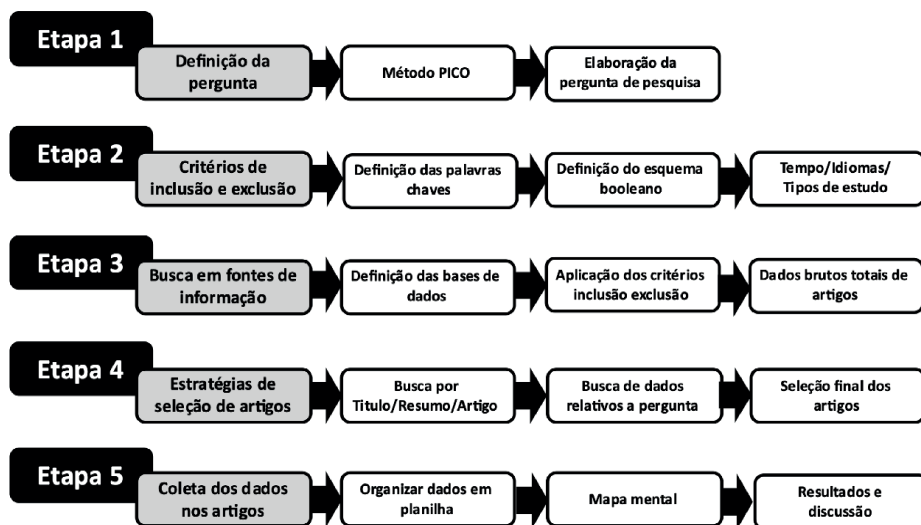 Etapa 1
Definição da
pergunta
Método PICO
Elaboração da
pergunta de pesquisa
Etapa 2
Critérios de
inclusão e exclusão
Definição das palavras
chaves
Definição do esquema
booleano
Tempo/Idiomas/
Tipos de estudo
Etapa 3
Busca em fontes de
informação
Definição das bases de
dados
Aplicação dos critérios
inclusão exclusão
Dados brutos totais de
artigos
Etapa 4
Estratégias de
seleção de artigos
Busca por
Titulo/Resumo/Artigo
Busca de dados
relativos a pergunta
Seleção final dos
artigos
Etapa 5
Coleta dos dados
nos artigos
Organizar dados em
planilha
Mapa mental
Resultados e
discussão